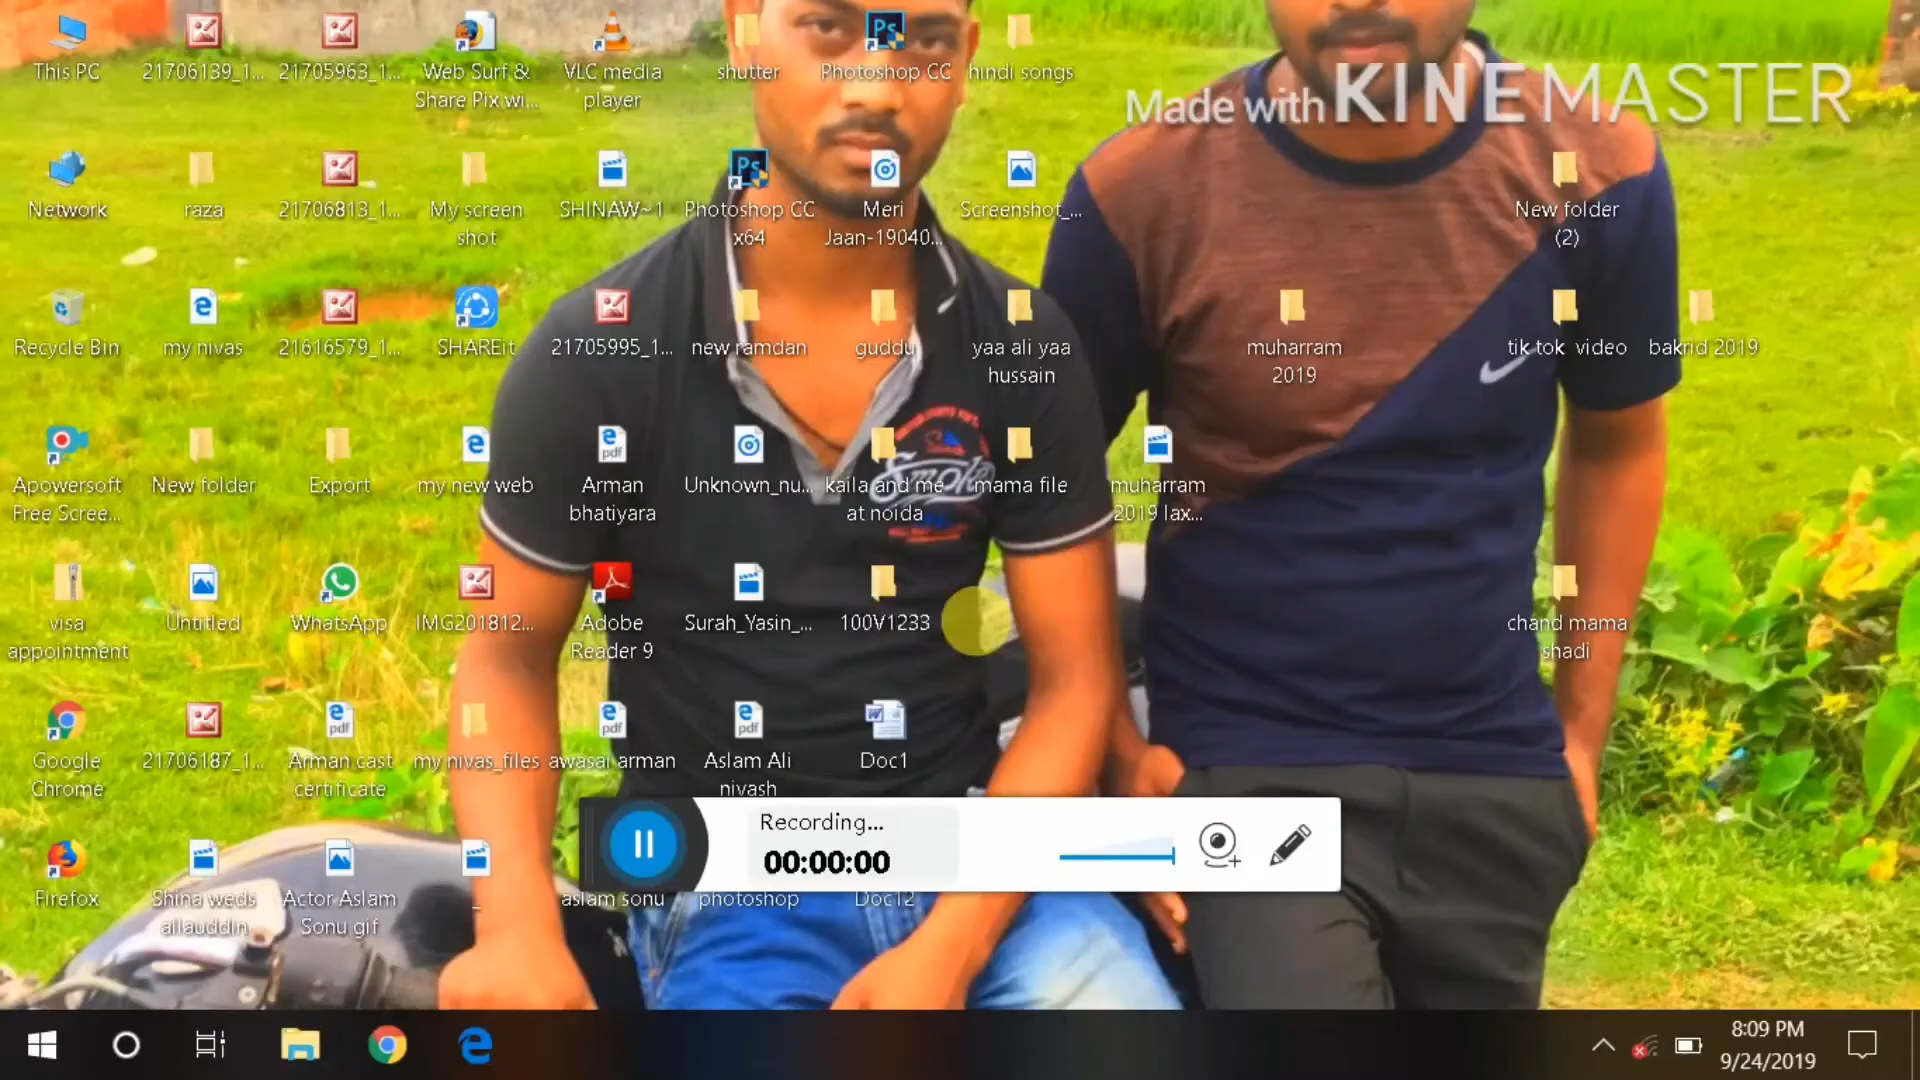 This PC
21706139_1...
21705963_1...
Web Surf &
Share Pix wi...
VLC media
player
shutter
Photoshop CC
hindi songs
Made with KINEMASTER
Network
raza
21706813_1...
My screen
shot
SHINAW~1
Photoshop CC
x64
Meri
Jaan-19040...
Screenshot_...
New folder
(2)
Recycle Bin
my nivas
21616579_1...
SHAREit
21705995_1...
new ramdan
guddu
yaa ali yaa
hussain
muharram
2019
tik tok video
bakrid 2019
Apowersoft
Free Scree...
New folder
Export
my new web
Arman
bhatiyara
Unknown_nu...
kaila and me
at noida
mama file
muharram
2019 lax...
visa
appointment
Untitled
WhatsApp
IMG201812...
Adobe
Reader 9
Surah_Yasin_...
100V1233
chand mama
shadi
Google
Chrome
21706187_1...
Arman cast
certificate
my nivas_files
awasai arman
Aslam Ali
nivash
Doc1
Recording...
00:00:00
Firefox
Shina weds
allauddin
Actor Aslam
Sonu gif
_
aslam sonu
photoshop
Doc12
8:09 PM
9/24/2019